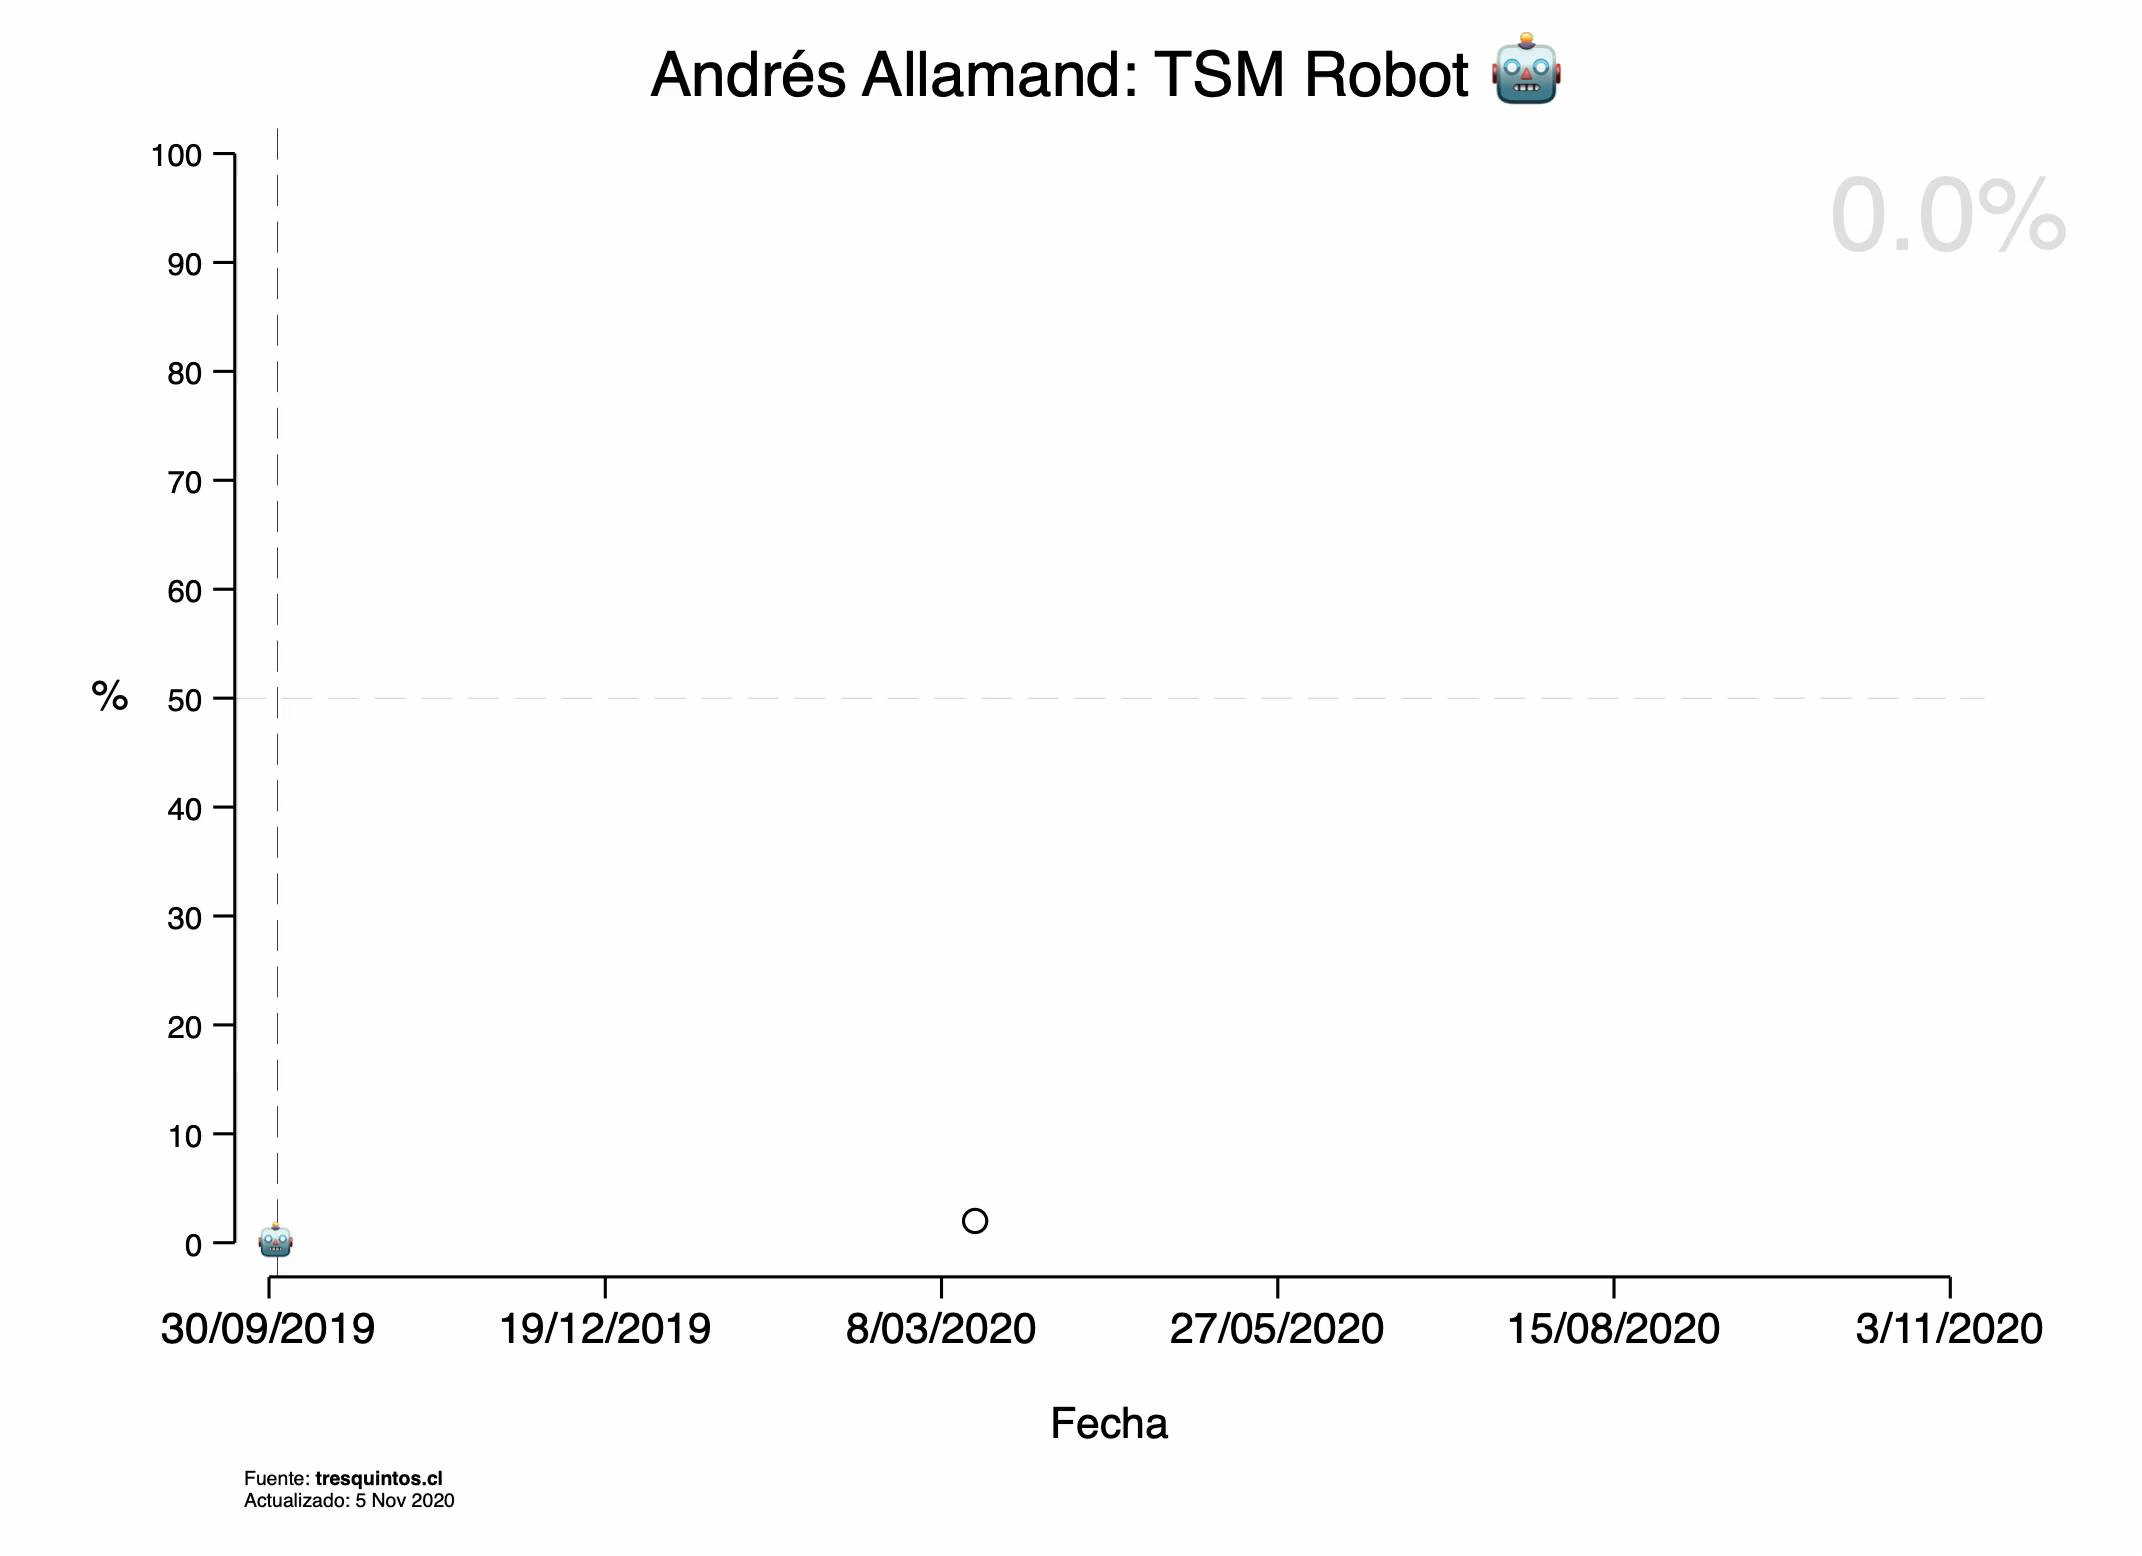 Andrés Allamand: TSM Robot 🤖
0.0%
100
90
80
70
60
50
40
30
20
10
0
%
30/09/2019 19/12/2019 8/03/2020 27/05/2020 15/08/2020 3/11/2020
Fecha
Fuente: tresquintos.cl
Actualizado: 5 Nov 2020